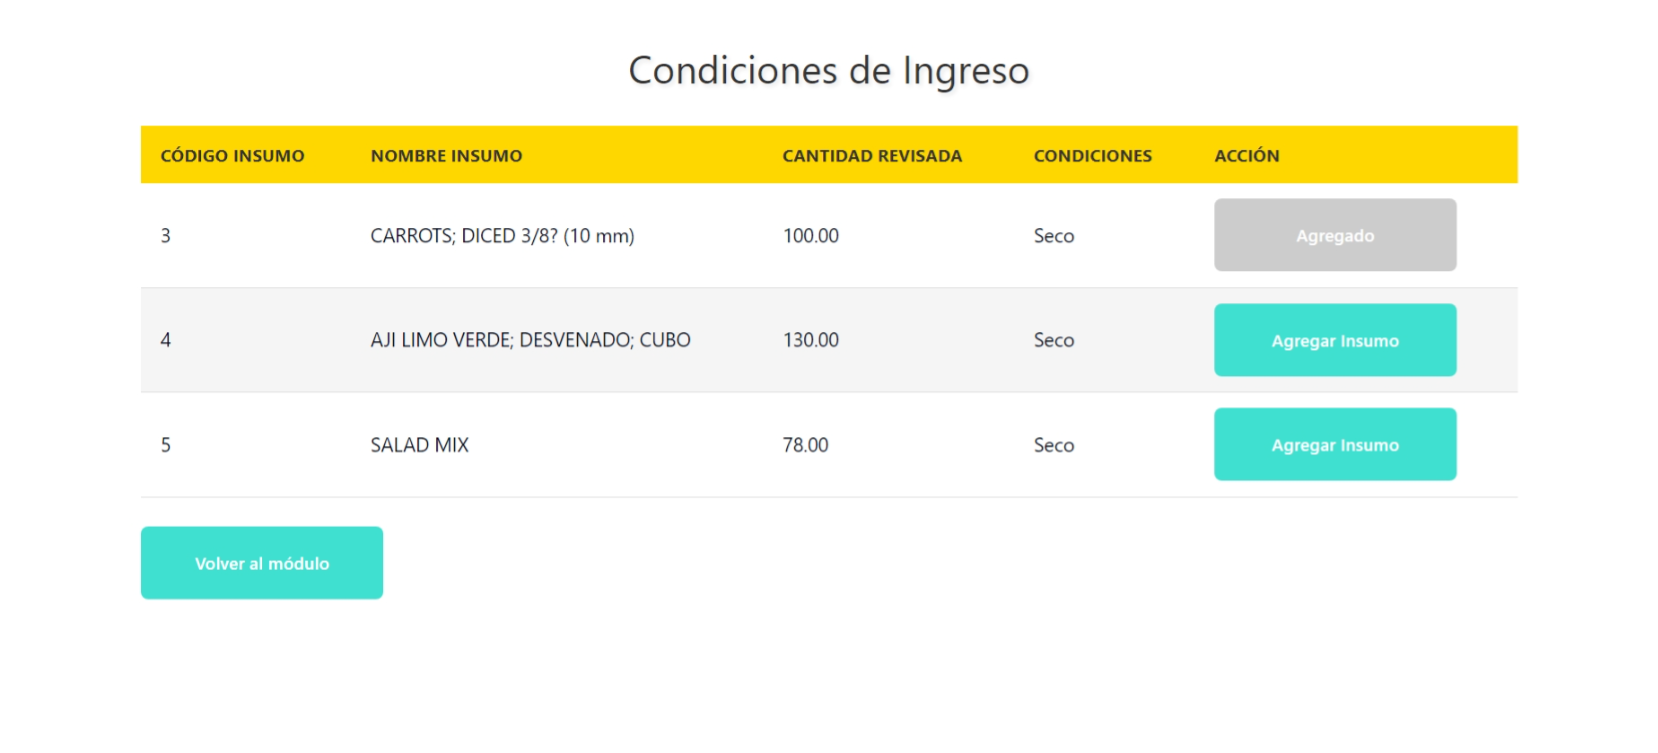 Condiciones de Ingreso
CÓDIGO INSUMO NOMBRE INSUMO CANTIDAD REVISADA CONDICIONES ACCIÓN
3 CARROTS; DICED 3/8? (10 mm) 100.00 Seco Agregado
4 AJI LIMO VERDE; DESVENADO; CUBO 130.00 Seco Agregar Insumo
5 SALAD MIX 78.00 Seco Agregar Insumo
Volver al módulo